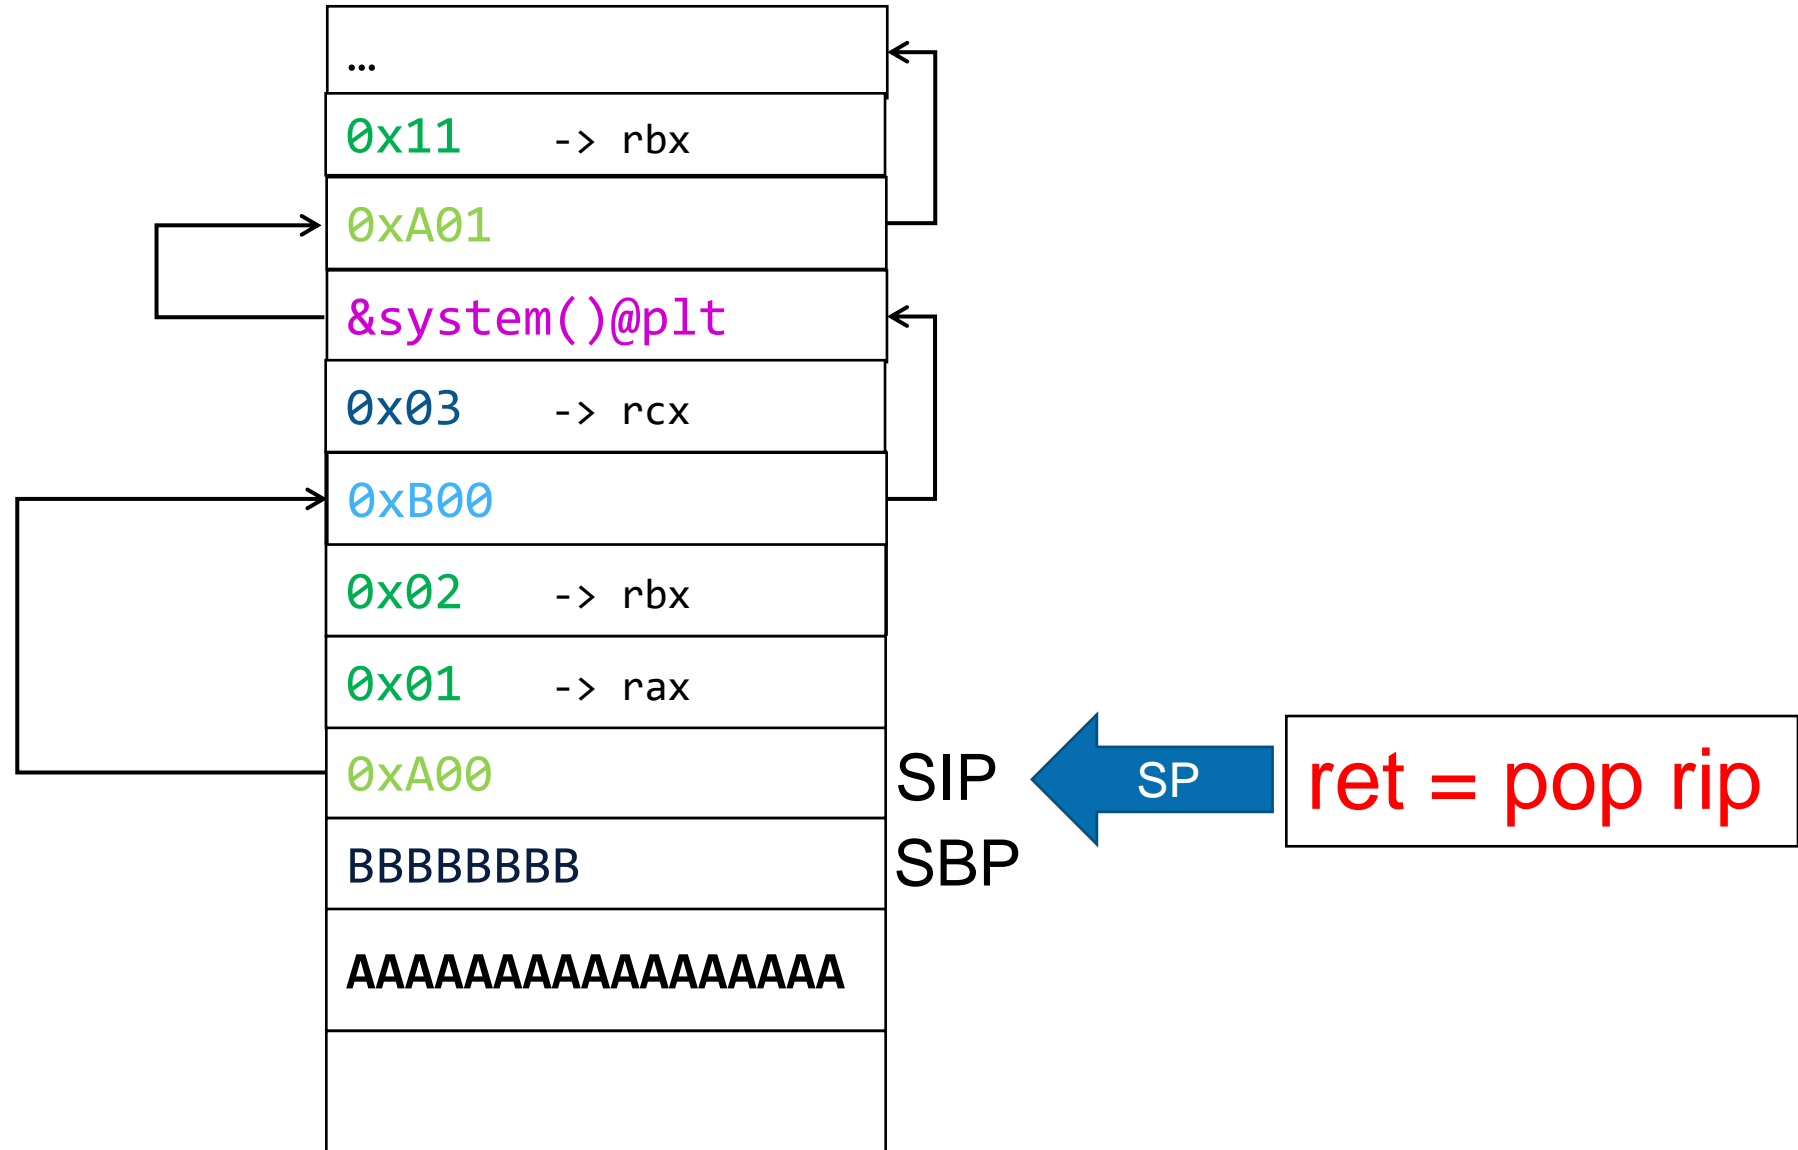 …
0x11 -> rbx
0xA01
&system()@plt
0x03 -> rcx
0xB00
0x02 -> rbx
0x01 -> rax
0xA00 SIP SP ret = pop rip
BBBBBBBB SBP
AAAAAAAAAAAAAAAAA